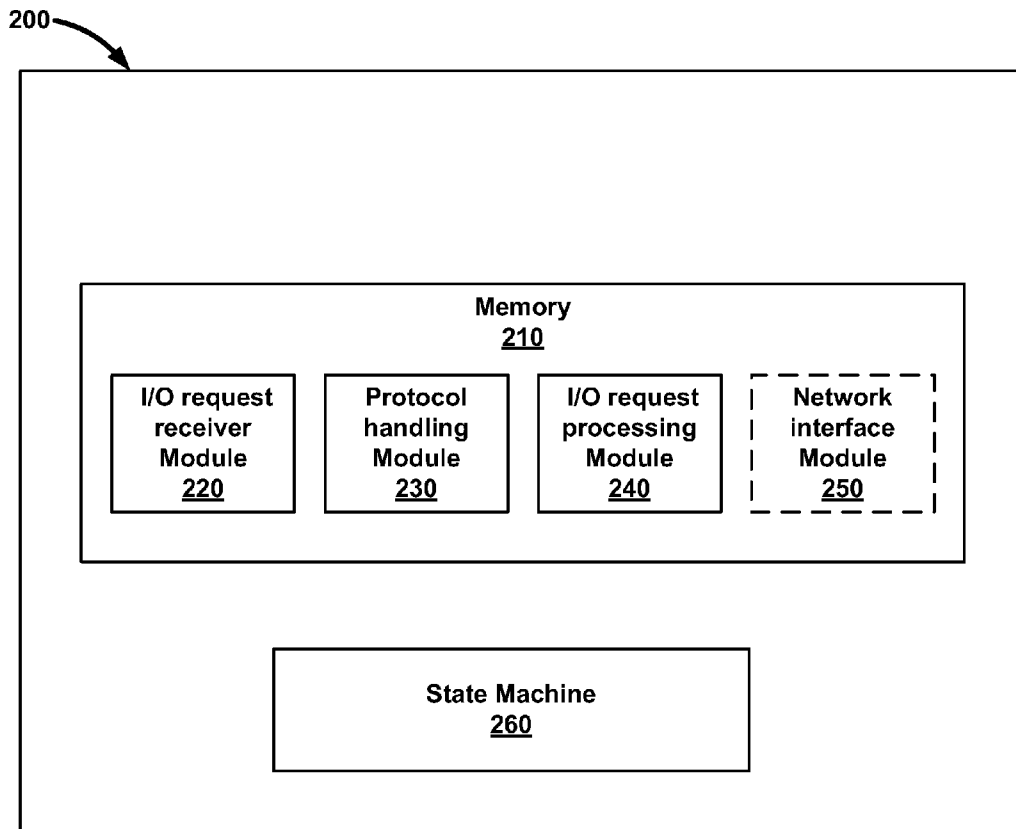 200
Memory
210
I/O request
receiver
Module
220
Protocol
handling
Module
230
I/O request
processing
Module
240
Network
interface
Module
250
State Machine
260